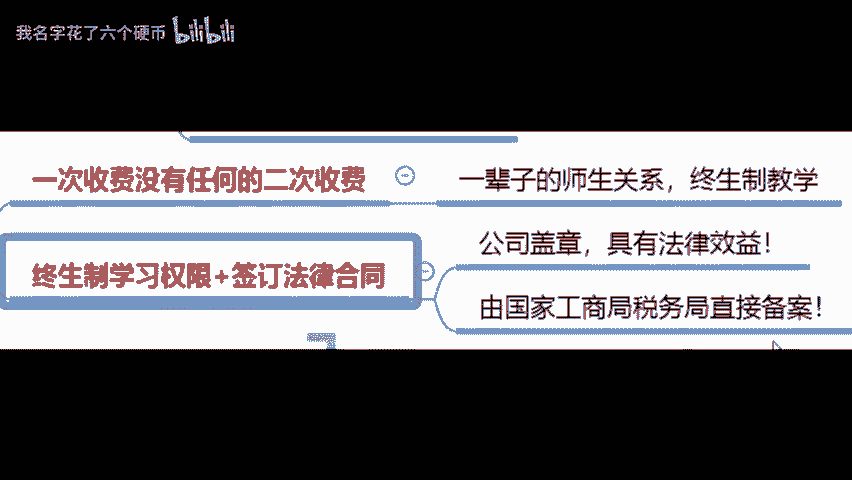 我名字花了六个硬币 bilibili
一次收费没有任何的二次收费
一辈子的师生关系，终生制教学
公司盖章，具有法律效益！
终生制学习权限+签订法律合同
由国家工商局税务局直接备案！